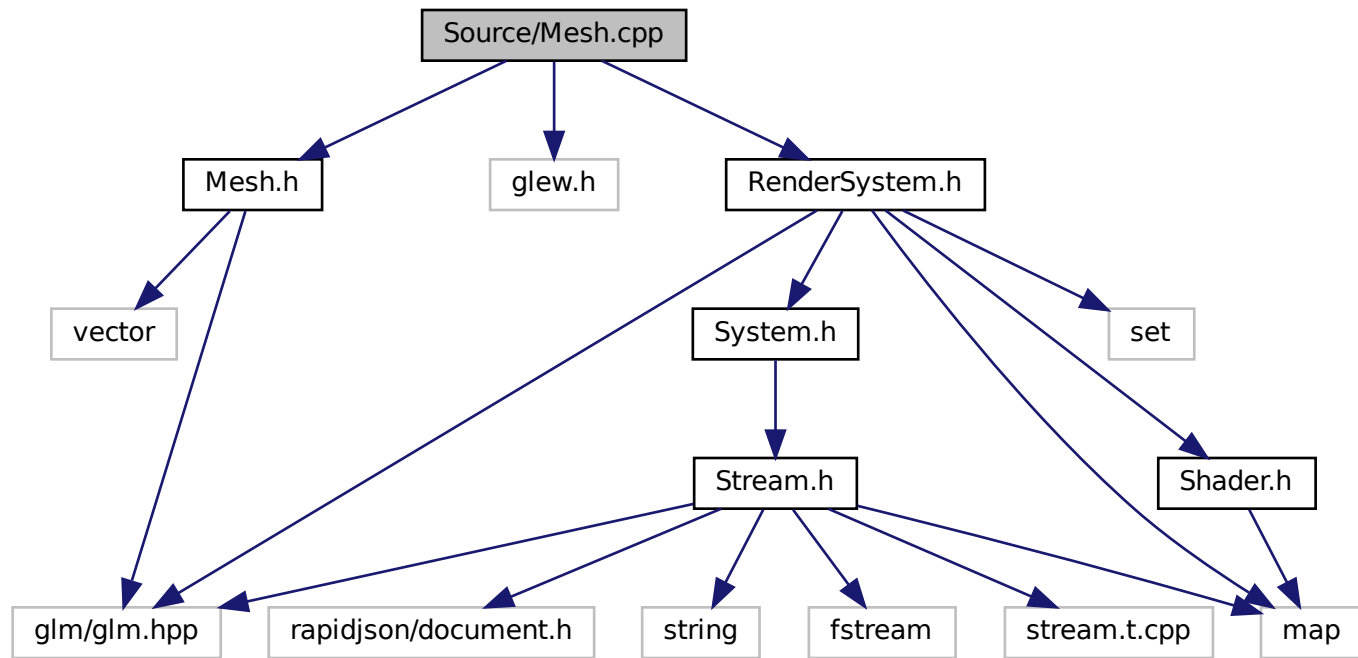 Source/Mesh.cpp
Mesh.h
glew.h
RenderSystem.h
vector
System.h
set
Stream.h
Shader.h
glm/glm.hpp
rapidjson/document.h
string
fstream
stream.t.cpp
map